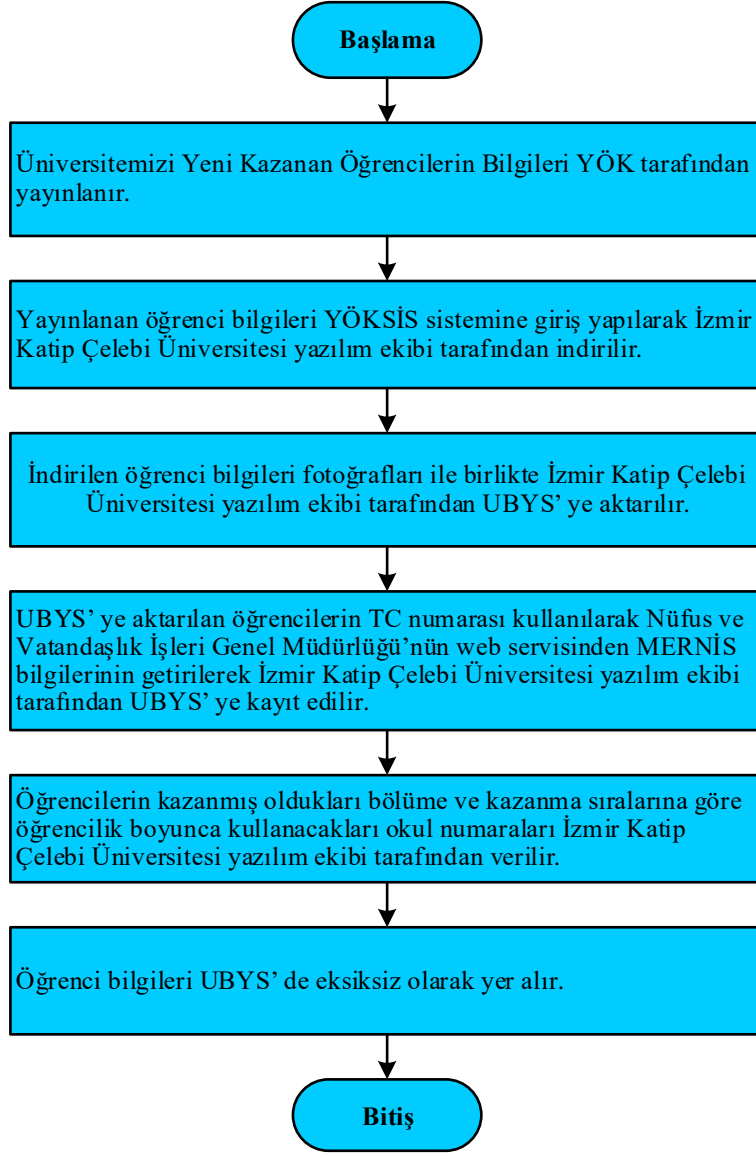 Başlama
Üniversitemizi Yeni Kazanan Öğrencilerin Bilgileri YÖK tarafından
yayınlanır.
Yayınlanan öğrenci bilgileri YÖKSİS sistemine giriş yapılarak İzmir
Katip Çelebi Üniversitesi yazılım ekibi tarafından indirilir.
İndirilen öğrenci bilgileri fotoğrafları ile birlikte İzmir Katip Çelebi
Üniversitesi yazılım ekibi tarafından UBYS’ ye aktarılır.
UBYS’ ye aktarılan öğrencilerin TC numarası kullanılarak Nüfus ve
Vatandaşlık İşleri Genel Müdürlüğü’nün web servisinden MERNİS
bilgilerinin getirilerek İzmir Katip Çelebi Üniversitesi yazılım ekibi
tarafından UBYS’ ye kayıt edilir.
Öğrencilerin kazanmış oldukları bölüme ve kazanma sıralarına göre
öğrencilik boyunca kullanacakları okul numaraları İzmir Katip
Çelebi Üniversitesi yazılım ekibi tarafından verilir.
Öğrenci bilgileri UBYS’ de eksiksiz olarak yer alır.
Bitiş